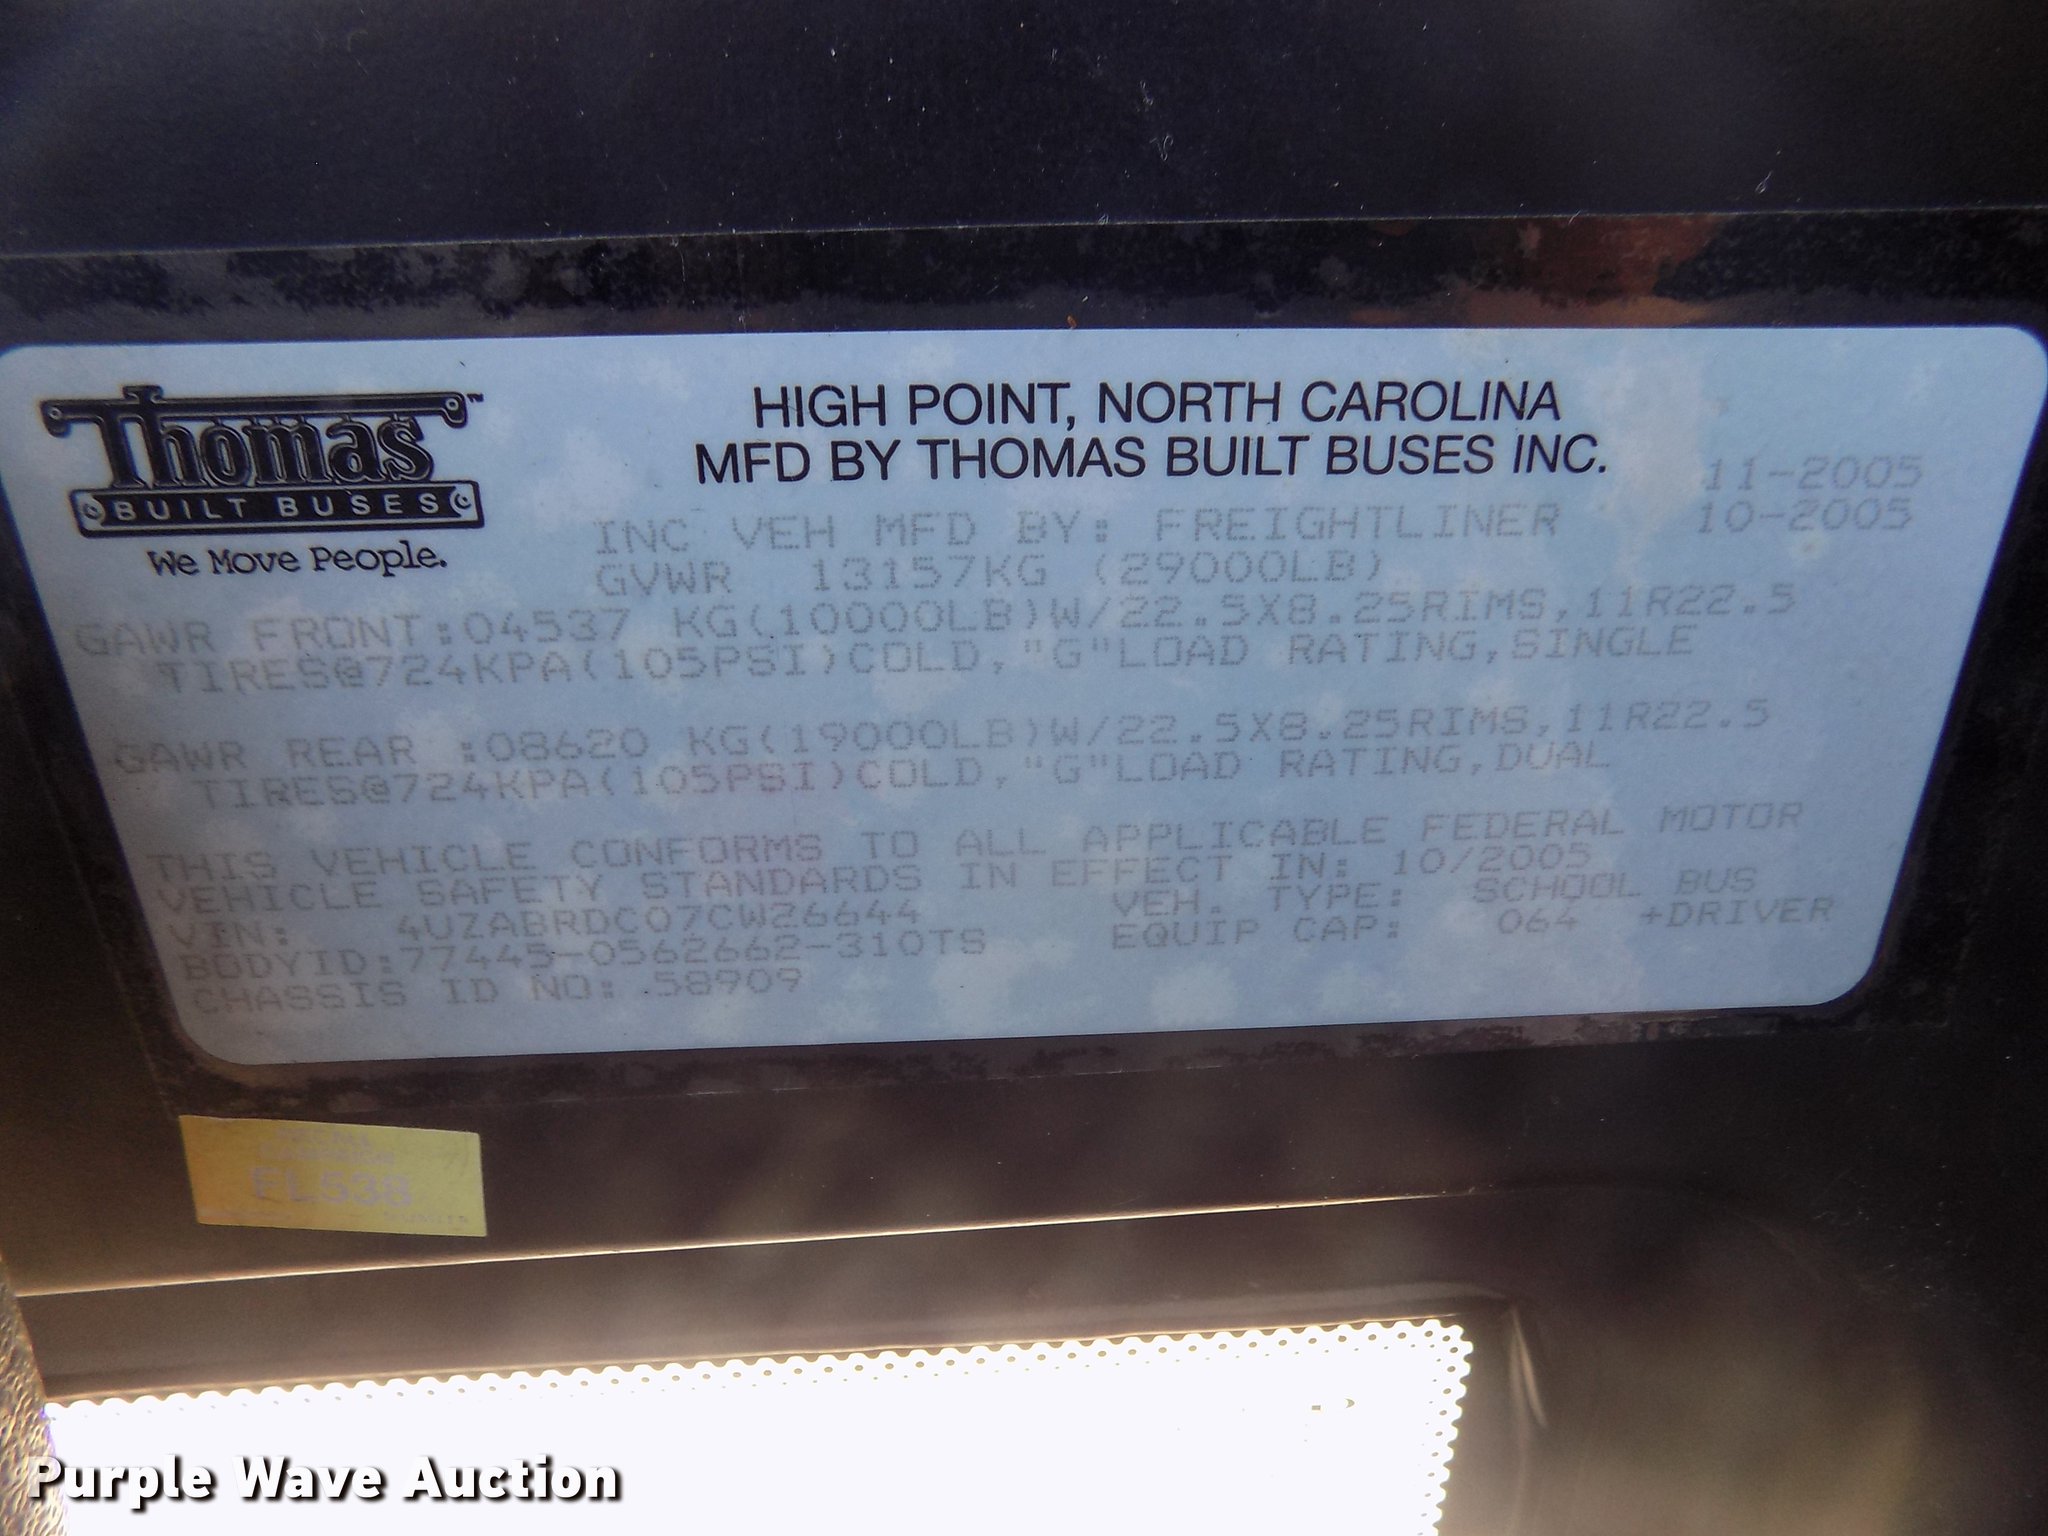 Thomas™
BUILT BUSES
We Move People.
HIGH POINT, NORTH CAROLINA
MFD BY THOMAS BUILT BUSES INC.
11-2005
INC VEH MFD BY: FREIGHTLINER 10-2005
GVWR 13157KG (29000LB)
GAWR FRONT:04537 KG(10000LB)W/22.5X8.25RIMS,11R22.5
TIRES@724KPA(105PSI)COLD,"G"LOAD RATING,SINGLE
GAWR REAR :08620 KG(19000LB)W/22.5X8.25RIMS,11R22.5
TIRES@724KPA(105PSI)COLD,"G"LOAD RATING,DUAL
THIS VEHICLE CONFORMS TO ALL APPLICABLE FEDERAL MOTOR
VEHICLE SAFETY STANDARDS IN EFFECT IN: 10/2005
VIN: 4UZABRDC07CW26644 VEH. TYPE: SCHOOL BUS
BODYID:77445-0562662-310TS EQUIP CAP: 064 +DRIVER
CHASSIS ID NO: 58909
RECALL
CAMPAIGN
FL538
Purple Wave Auction